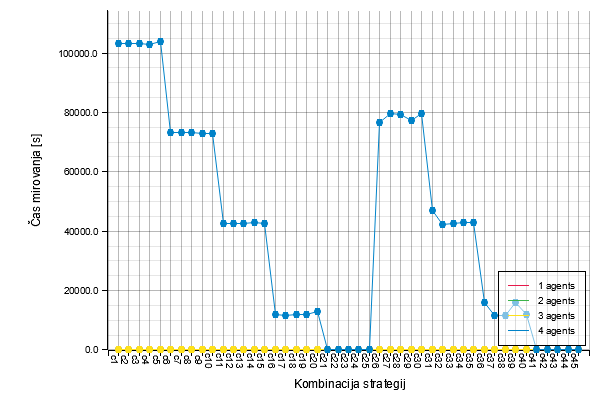 100000.0
80000.0
60000.0
40000.0
20000.0
0.0
Čas mirovanja [s]
c1 c2 c3 c4 c5 c6 c7 c8 c9 c10 c11 c12 c13 c14 c15 c16 c17 c18 c19 c20 c21 c22 c23 c24 c25 c26 c27 c28 c29 c30 c31 c32 c33 c34 c35 c36 c37 c38 c39 c40 c41 c42 c43 c44 c45
Kombinacija strategij
1 agents
2 agents
3 agents
4 agents